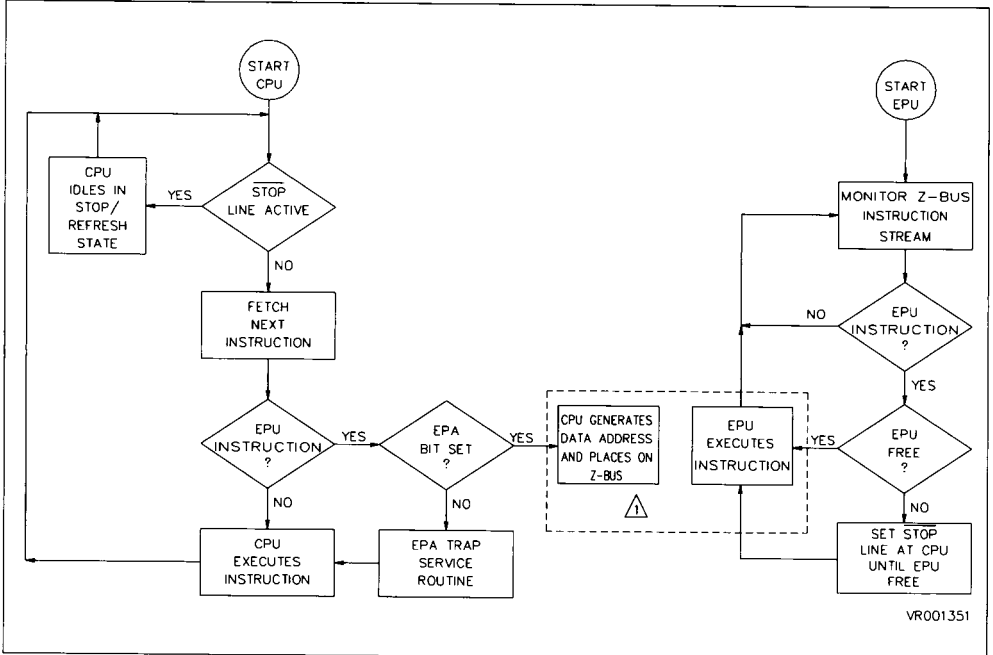 START
CPU
CPU
IDLES IN
STOP/
REFRESH
STATE
YES
STOP
LINE ACTIVE
NO
FETCH
NEXT
INSTRUCTION
EPU
INSTRUCTION
?
YES
NO
CPU
EXECUTES
INSTRUCTION
EPA
BIT SET
?
YES
NO
EPA TRAP
SERVICE
ROUTINE
CPU GENERATES
DATA ADDRESS
AND PLACES ON
Z-BUS
1
EPU
EXECUTES
INSTRUCTION
START
EPU
MONITOR Z-BUS
INSTRUCTION
STREAM
EPU
INSTRUCTION
?
NO
YES
EPU
FREE
?
YES
NO
SET STOP
LINE AT CPU
UNTIL EPU
FREE
VR001351